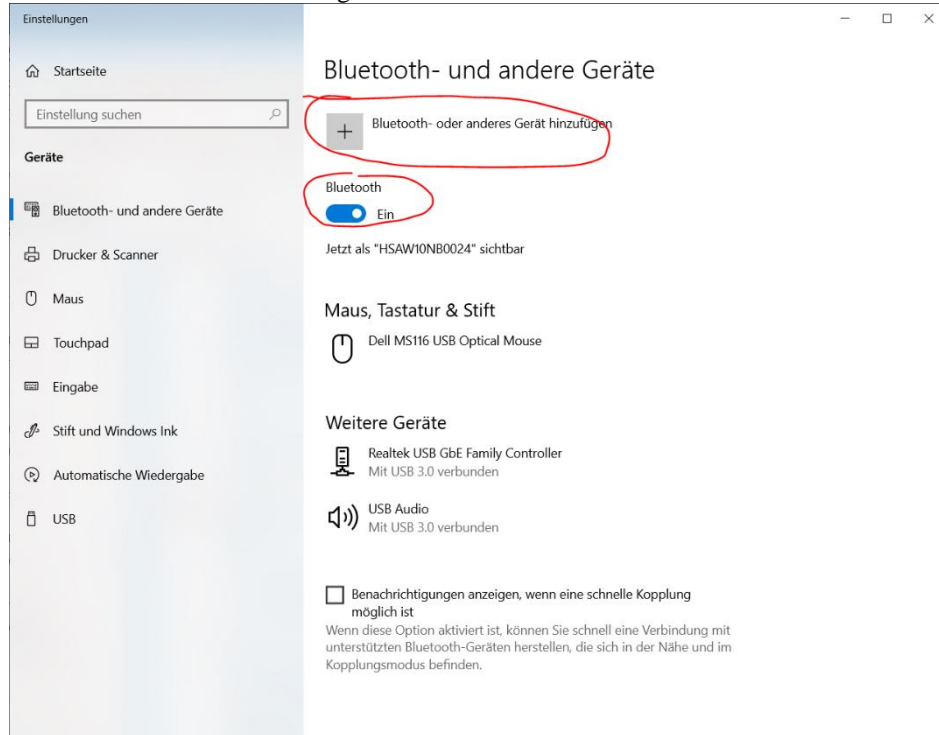 Einstellungen
Startseite
Einstellung suchen
Geräte
Bluetooth- und andere Geräte
Drucker & Scanner
Maus
Touchpad
Eingabe
Stift und Windows Ink
Automatische Wiedergabe
USB
Bluetooth- und andere Geräte
Bluetooth- oder anderes Gerät hinzufügen
Bluetooth
Ein
Jetzt als "HSAW10NB0024" sichtbar
Maus, Tastatur & Stift
Dell MS116 USB Optical Mouse
Weitere Geräte
Realtek USB GbE Family Controller
Mit USB 3.0 verbunden
USB Audio
Mit USB 3.0 verbunden
Benachrichtigungen anzeigen, wenn eine schnelle Kopplung
möglich ist
Wenn diese Option aktiviert ist, können Sie schnell eine Verbindung mit
unterstützten Bluetooth-Geräten herstellen, die sich in der Nähe und im
Kopplungsmodus befinden.